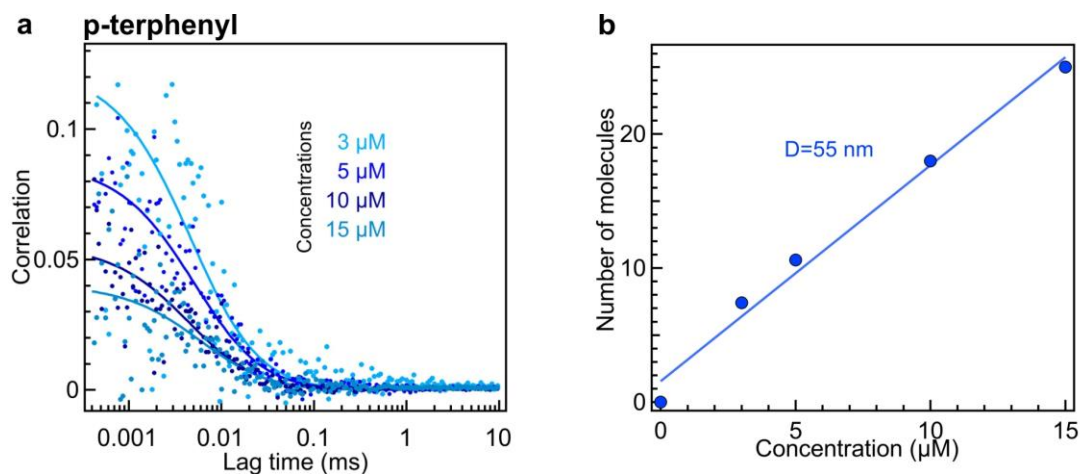 a p-terphenyl
Correlation
0.1
0.05
0
0.001 0.01 0.1 1 10
Lag time (ms)
Concentrations
3 µM
5 µM
10 µM
15 µM
b
Number of molecules
20
10
0
0 5 10 15
Concentration (µM)
D=55 nm